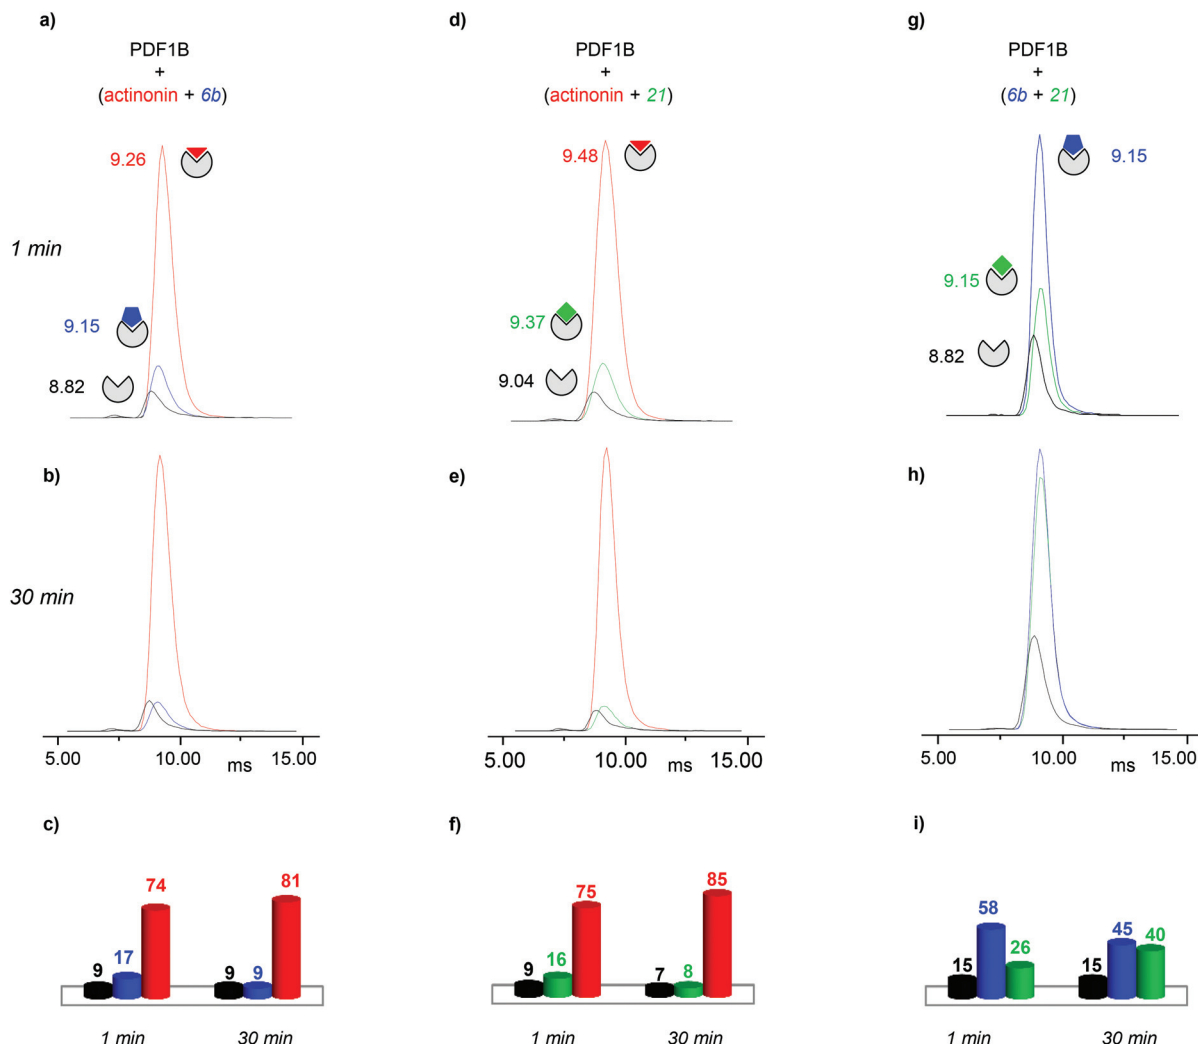 a)
PDF1B
+
(actinonin + 6b)
9.26
9.15
8.82
1 min
d)
PDF1B
+
(actinonin + 21)
9.48
9.37
9.04
g)
PDF1B
+
(6b + 21)
9.15
9.15
8.82
b)
30 min
5.00 10.00 ms 15.00
e)
5.00 10.00 ms 15.00
h)
5.00 10.00 ms 15.00
c)
9 17 74 9 9 81
1 min 30 min
f)
9 16 75 7 8 85
1 min 30 min
i)
15 58 26 15 45 40
1 min 30 min